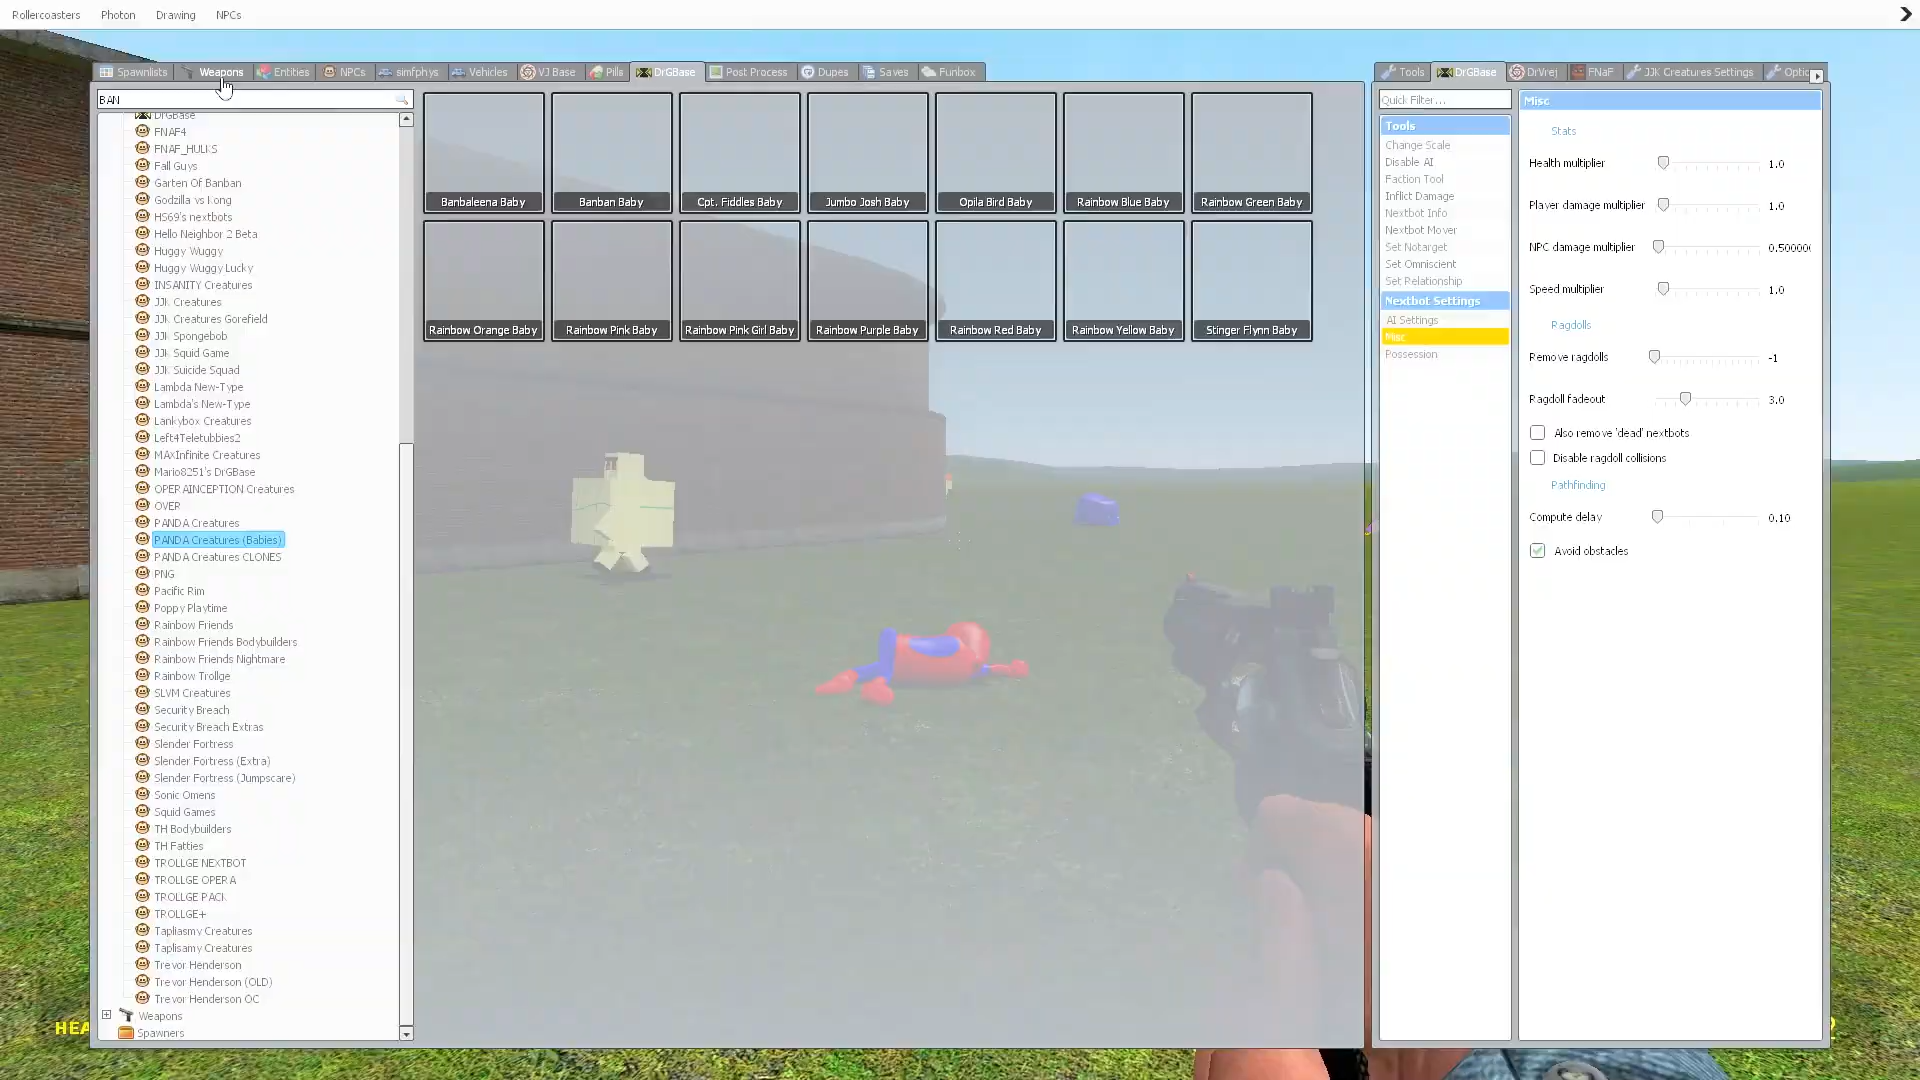 Rollercoasters Photon Drawing NPCs
Spawnlists Weapons Entities NPCs simfphys Vehicles VJ Base Pills DrGBase Post Process Dupes Saves Funbox
Tools DrGBase DrVrej FNaF JJK Creatures Settings Optio
BAN
DrGBase
FNAF4
FNAF_HULKS
Fall Guys
Garten Of Banban
Godzilla vs Kong
HS69's nextbots
Hello Neighbor 2 Beta
Huggy Wuggy
Huggy Wuggy Lucky
INSANITY Creatures
JJK Creatures
JJK Creatures Gorefield
JJK Spongebob
JJK Squid Game
JJK Suicide Squad
Lambda New-Type
Lambda's New-Type
Lankybox Creatures
Left4Teletubbies2
MAXInfinite Creatures
Mario8251's DrGBase
OPERAINCEPTION Creatures
OVER
PANDA Creatures
PANDA Creatures (Babies)
PANDA Creatures CLONES
PNG
Pacific Rim
Poppy Playtime
Rainbow Friends
Rainbow Friends Bodybuilders
Rainbow Friends Nightmare
Rainbow Trollge
SLVM Creatures
Security Breach
Security Breach Extras
Slender Fortress
Slender Fortress (Extra)
Slender Fortress (Jumpscare)
Sonic Omens
Squid Games
TH Bodybuilders
TH Fatties
TROLLGE NEXTBOT
TROLLGE OPERA
TROLLGE PACK
TROLLGE+
Tapliasmy Creatures
Taplisamy Creatures
Trevor Henderson
Trevor Henderson (OLD)
Trevor Henderson OC
Weapons
Spawners
HEA
Banbaleena Baby Banban Baby Cpt. Fiddles Baby Jumbo Josh Baby Opila Bird Baby Rainbow Blue Baby Rainbow Green Baby
Rainbow Orange Baby Rainbow Pink Baby Rainbow Pink Girl Baby Rainbow Purple Baby Rainbow Red Baby Rainbow Yellow Baby Stinger Flynn Baby
Quick Filter...
Tools
Change Scale
Disable AI
Faction Tool
Inflict Damage
Nextbot Info
Nextbot Mover
Set Notarget
Set Omniscient
Set Relationship
Nextbot Settings
AI Settings
Misc
Possession
Misc
Stats
Health multiplier 1.0
Player damage multiplier 1.0
NPC damage multiplier 0.500000
Speed multiplier 1.0
Ragdolls
Remove ragdolls -1
Ragdoll fadeout 3.0
Also remove 'dead' nextbots
Disable ragdoll collisions
Pathfinding
Compute delay 0.10
Avoid obstacles